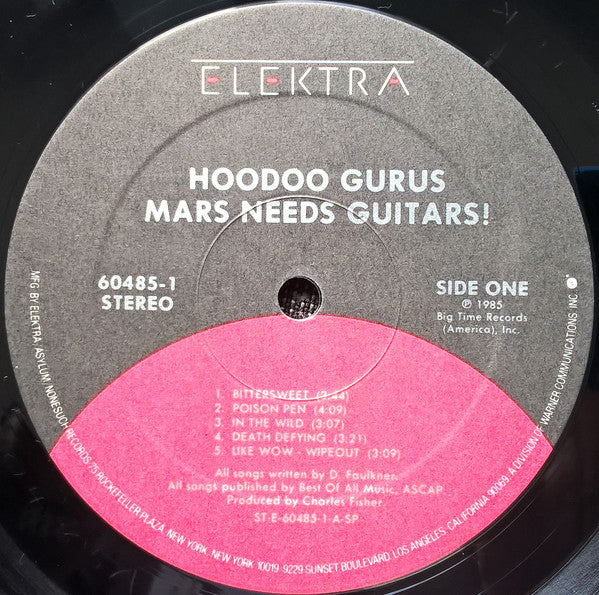 ELEKTRA
HOODOO GURUS
MARS NEEDS GUITARS!
60485-1
STEREO
SIDE ONE
℗ 1985
Big Time Records
(America), Inc.
1. BITTERSWEET (3:44)
2. POISON PEN (4:09)
3. IN THE WILD (3:07)
4. DEATH DEFYING (3:21)
5. LIKE WOW - WIPEOUT (3:09)
All songs written by D. Faulkner.
All songs published by Best Of All Music, ASCAP.
Produced by Charles Fisher.
ST-E-60485-1-A-SP
MFG. BY ELEKTRA/ASYLUM/NONESUCH RECORDS, 75 ROCKEFELLER PLAZA, NEW YORK, NEW YORK 10019 · 9229 SUNSET BOULEVARD, LOS ANGELES, CALIFORNIA 90069. A DIVISION OF WARNER COMMUNICATIONS INC.